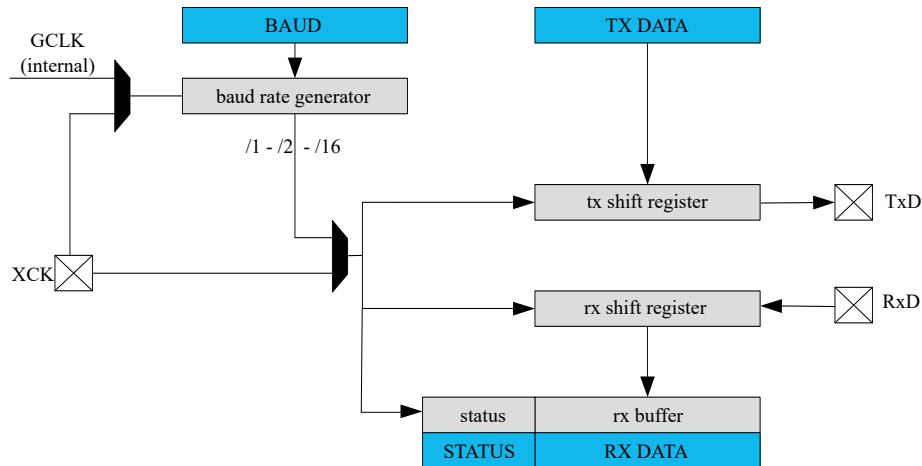 BAUD
TX DATA
GCLK
(internal)
baud rate generator
/1 - /2 - /16
tx shift register
TxD
XCK
rx shift register
RxD
status
rx buffer
STATUS
RX DATA